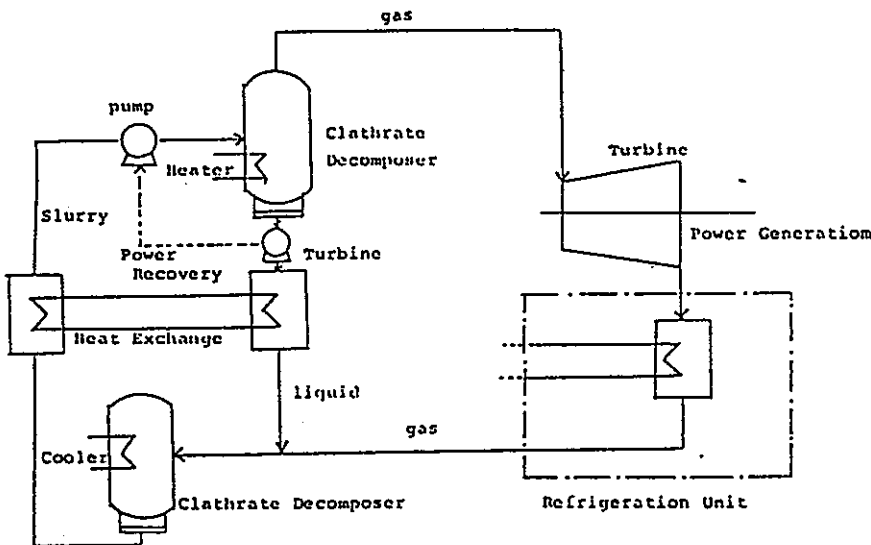 gas
pump
Clathrate
Decomposer
Heater
Turbine
Slurry
Power
Recovery
Turbine
Power Generation
Heat Exchange
liquid
gas
Cooler
Clathrate Decomposer
Refrigeration Unit